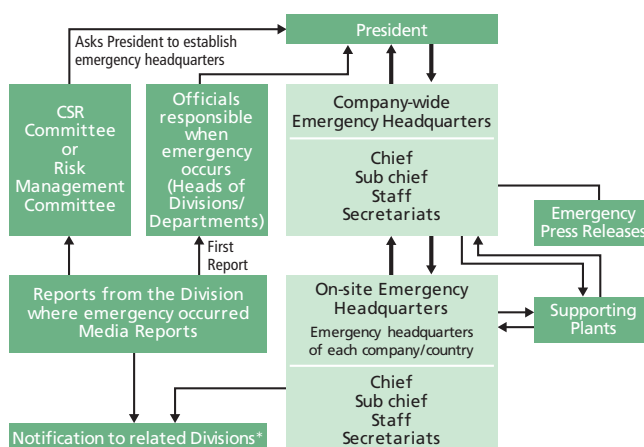 President
Asks President to establish
emergency headquarters
CSR
Committee
or
Risk
Management
Committee
Officials
responsible
when
emergency
occurs
(Heads of
Divisions/
Departments)
Company-wide
Emergency Headquarters
Chief
Sub chief
Staff
Secretariats
Emergency
Press Releases
First
Report
Reports from the Division
where emergency occurred
Media Reports
On-site Emergency
Headquarters
Emergency headquarters
of each company/country
Chief
Sub chief
Staff
Secretariats
Supporting
Plants
Notification to related Divisions*